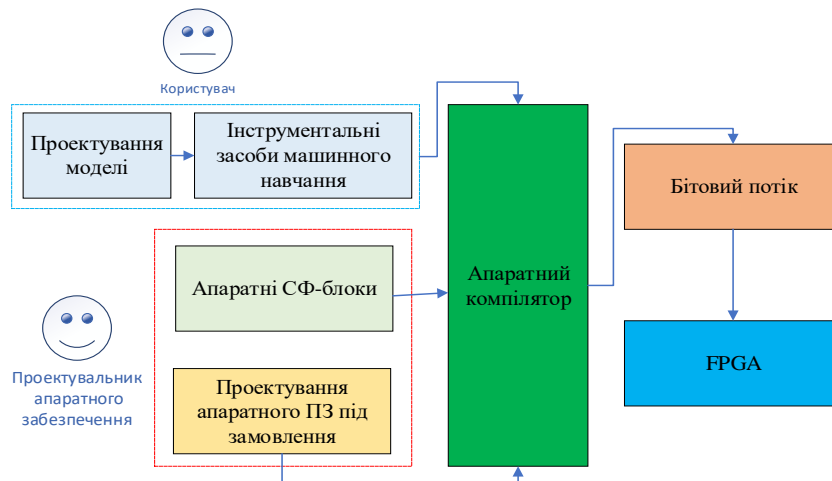 Користувач
Проектування
моделі
Інструментальні
засоби машинного
навчання
Апаратні СФ-блоки
Проектувальник
апаратного
забезпечення
Проектування
апаратного ПЗ під
замовлення
Апаратний
компілятор
Бітовий потік
FPGA